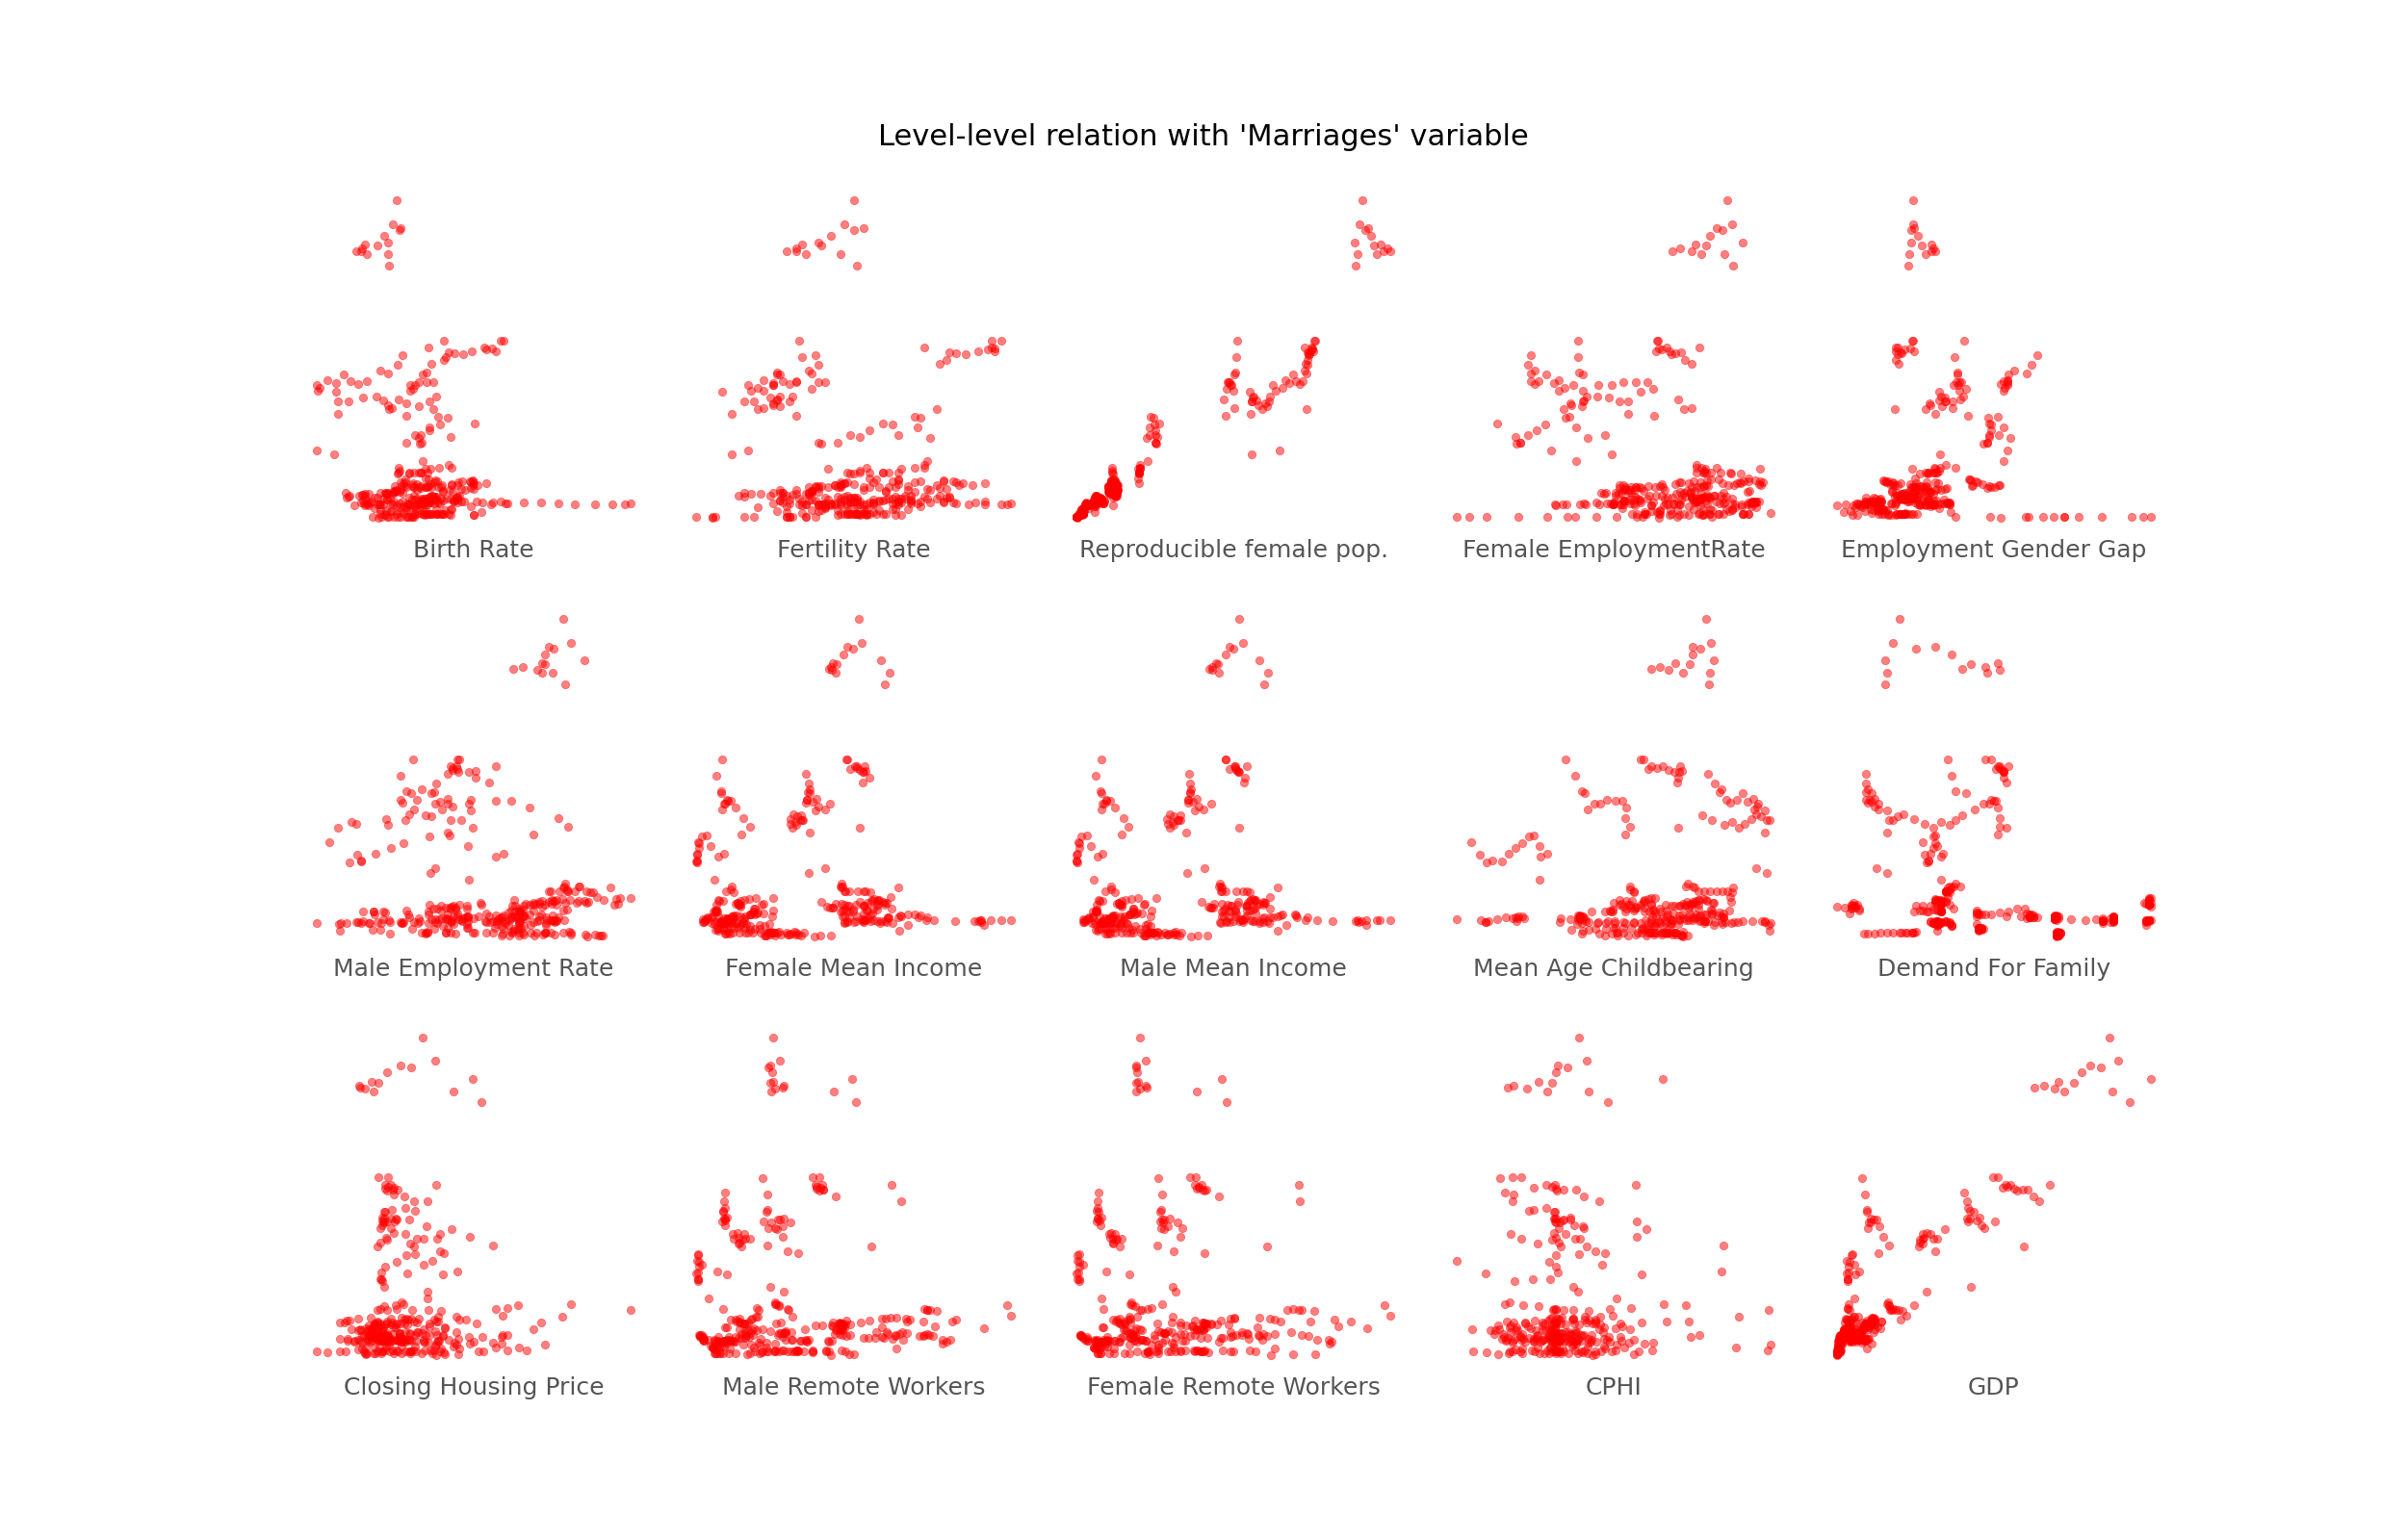 Level-level relation with 'Marriages' variable
Birth Rate
Fertility Rate
Reproducible female pop.
Female EmploymentRate
Employment Gender Gap
Male Employment Rate
Female Mean Income
Male Mean Income
Mean Age Childbearing
Demand For Family
Closing Housing Price
Male Remote Workers
Female Remote Workers
CPHI
GDP